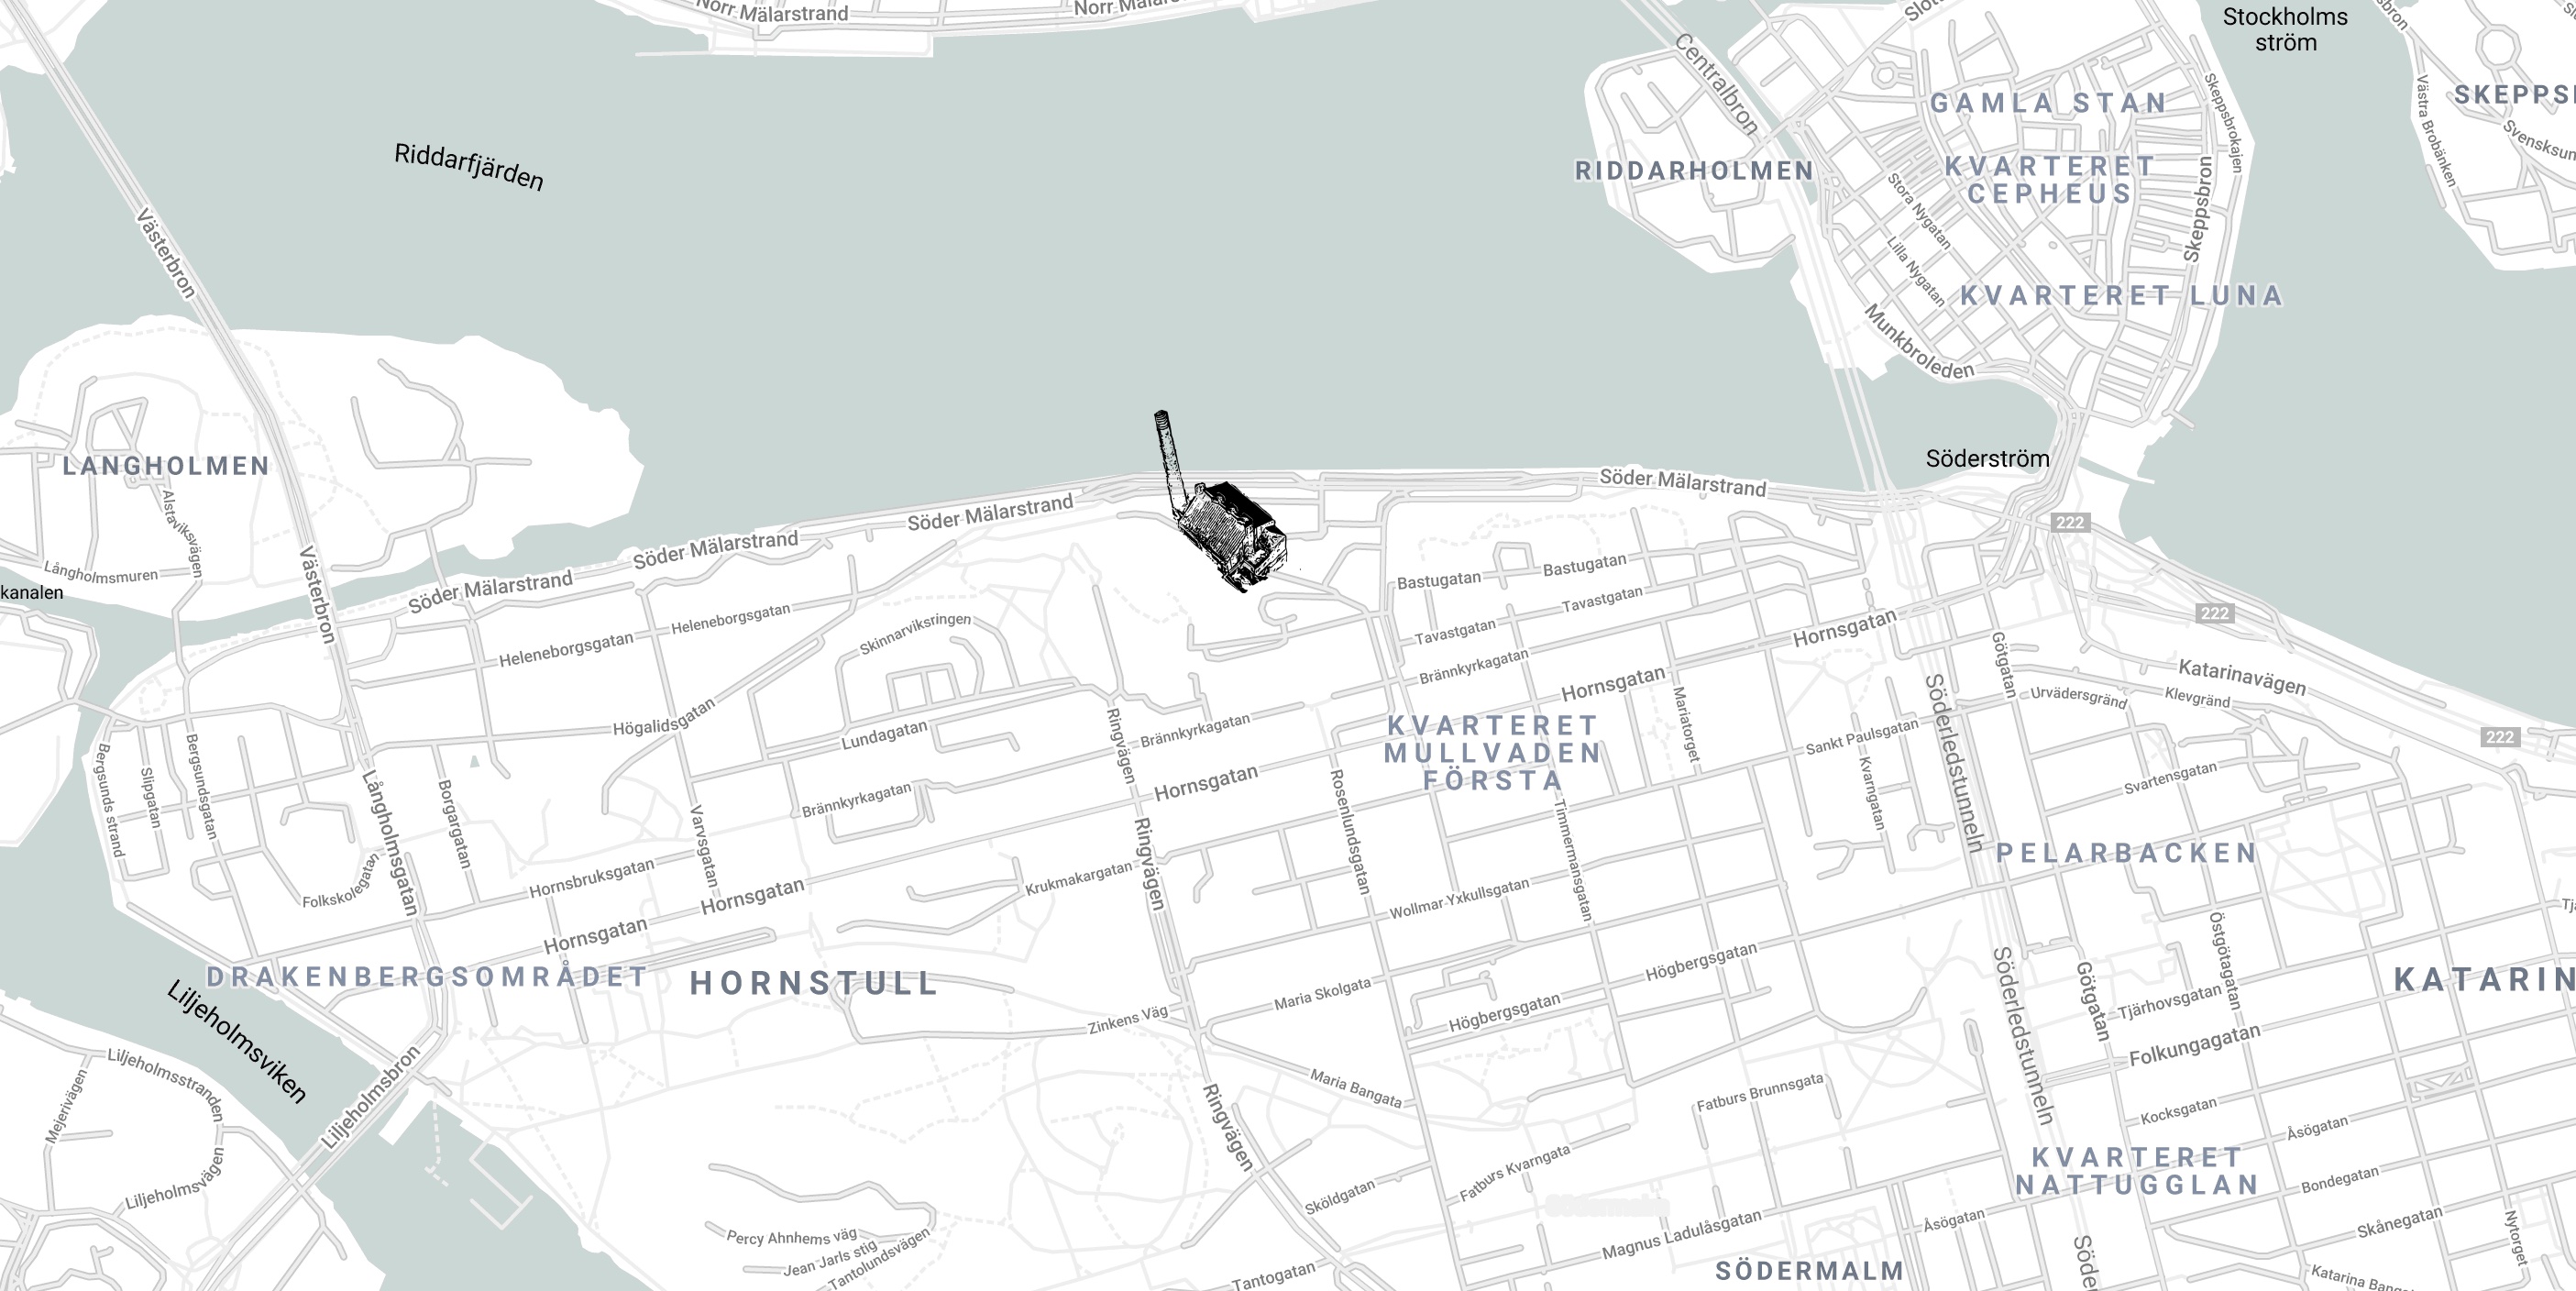 Norr Mälarstrand
Stockholms
ström
Centralbron
GAMLA STAN
Skeppsbrokajen
Västra Brobänken
Riddarfjärden
RIDDARHOLMEN
KVARTERET
CEPHEUS
Stora Nygatan
Skeppsbron
Västerbron
Lilla Nygatan
KVARTERET LUNA
Munkbroleden
LANGHOLMEN
Alstaviksvägen
Söderström
Söder Mälarstrand
Söder Mälarstrand
222
Söder Mälarstrand
Långholmsmuren
Söder Mälarstrand
kanalen
Västerbron
Bastugatan
Bastugatan
Tavastgatan
Tavastgatan
222
Heleneborgsgatan
Heleneborgsgatan
Skinnarviksringen
Brännkyrkagatan
Hornsgatan
Götgatan
Hornsgatan
Katarinavägen
Urvädersgränd
Klevgränd
Söderledstunneln
Mariatorget
Högalidsgatan
Lundagatan
Ringvägen
Brännkyrkagatan
KVARTERET
MULLVADEN
FÖRSTA
Sankt Paulsgatan
222
Bergsunds strand
Slipgatan
Bergsundsgatan
Långholmsgatan
Borgargatan
Brännkyrkagatan
Hornsgatan
Rosenlundsgatan
Timmermansgatan
Kvarngatan
Svartensgatan
Varvsgatan
Ringvägen
PELARBACKEN
Folkskolegatan
Hornsbruksgatan
Hornsgatan
Krukmakargatan
Wollmar Yxkullsgatan
Hornsgatan
Östgötagatan
DRAKENBERGSOMRÅDET
HORNSTULL
Högbergsgatan
Söderledstunneln
Götgatan
KATARIN
Liljeholmsviken
Zinkens Väg
Maria Skolgata
Högbergsgatan
Tjärhovsgatan
Folkungagatan
Liljeholmsstranden
Mejerivägen
Liljeholmsbron
Ringvägen
Maria Bangata
Fatburs Brunnsgata
Kocksgatan
Åsögatan
KVARTERET
NATTUGGLAN
Liljeholmsvägen
Sköldgatan
Fatburs Kvarngata
Bondegatan
Percy Ahnhems väg
Jean Jarls stig
Tantolundsvägen
Magnus Ladulåsgatan
Åsögatan
Skånegatan
Nytorget
Tantogatan
SÖDERMALM
Söder